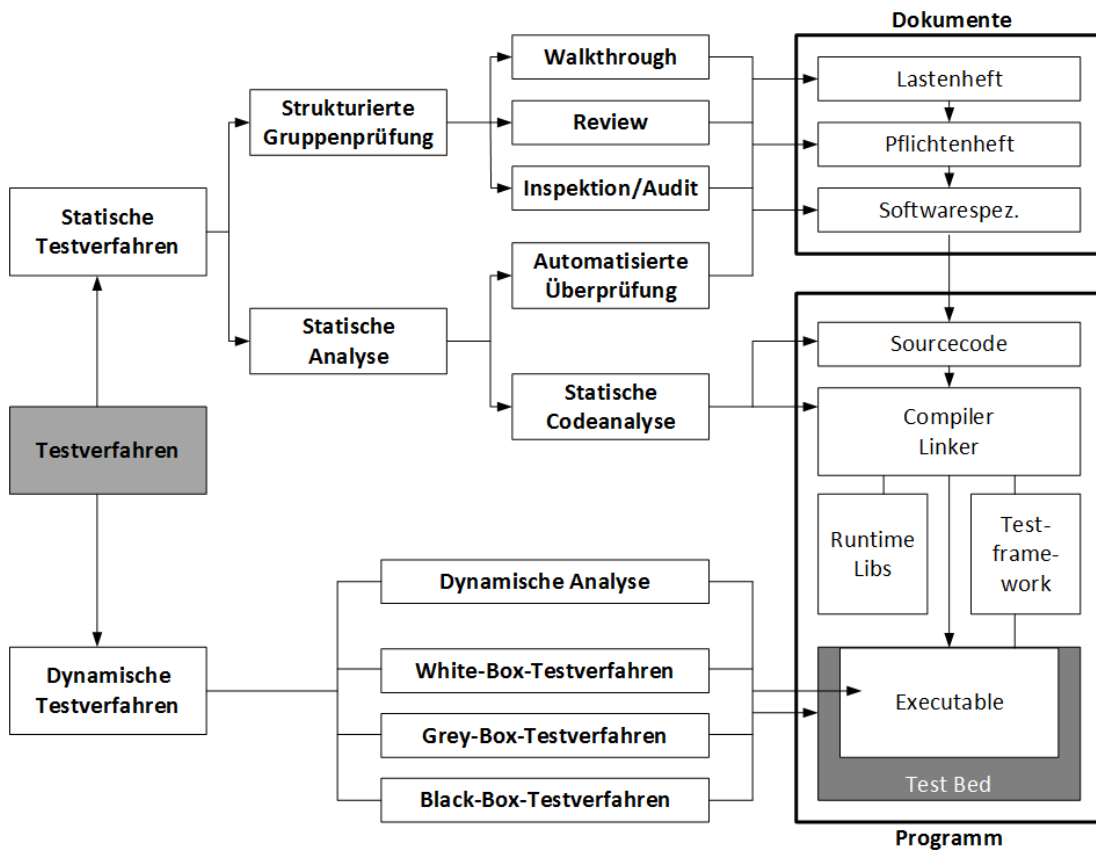 Dokumente
Walkthrough
Lastenheft
Strukturierte
Gruppenprüfung
Review
Pflichtenheft
Inspektion/Audit
Softwarespez.
Statische
Testverfahren
Automatisierte
Überprüfung
Statische
Analyse
Sourcecode
Statische
Codeanalyse
Compiler
Linker
Testverfahren
Runtime
Libs
Test-
frame-
work
Dynamische Analyse
Dynamische
Testverfahren
White-Box-Testverfahren
Executable
Grey-Box-Testverfahren
Test Bed
Black-Box-Testverfahren
Programm